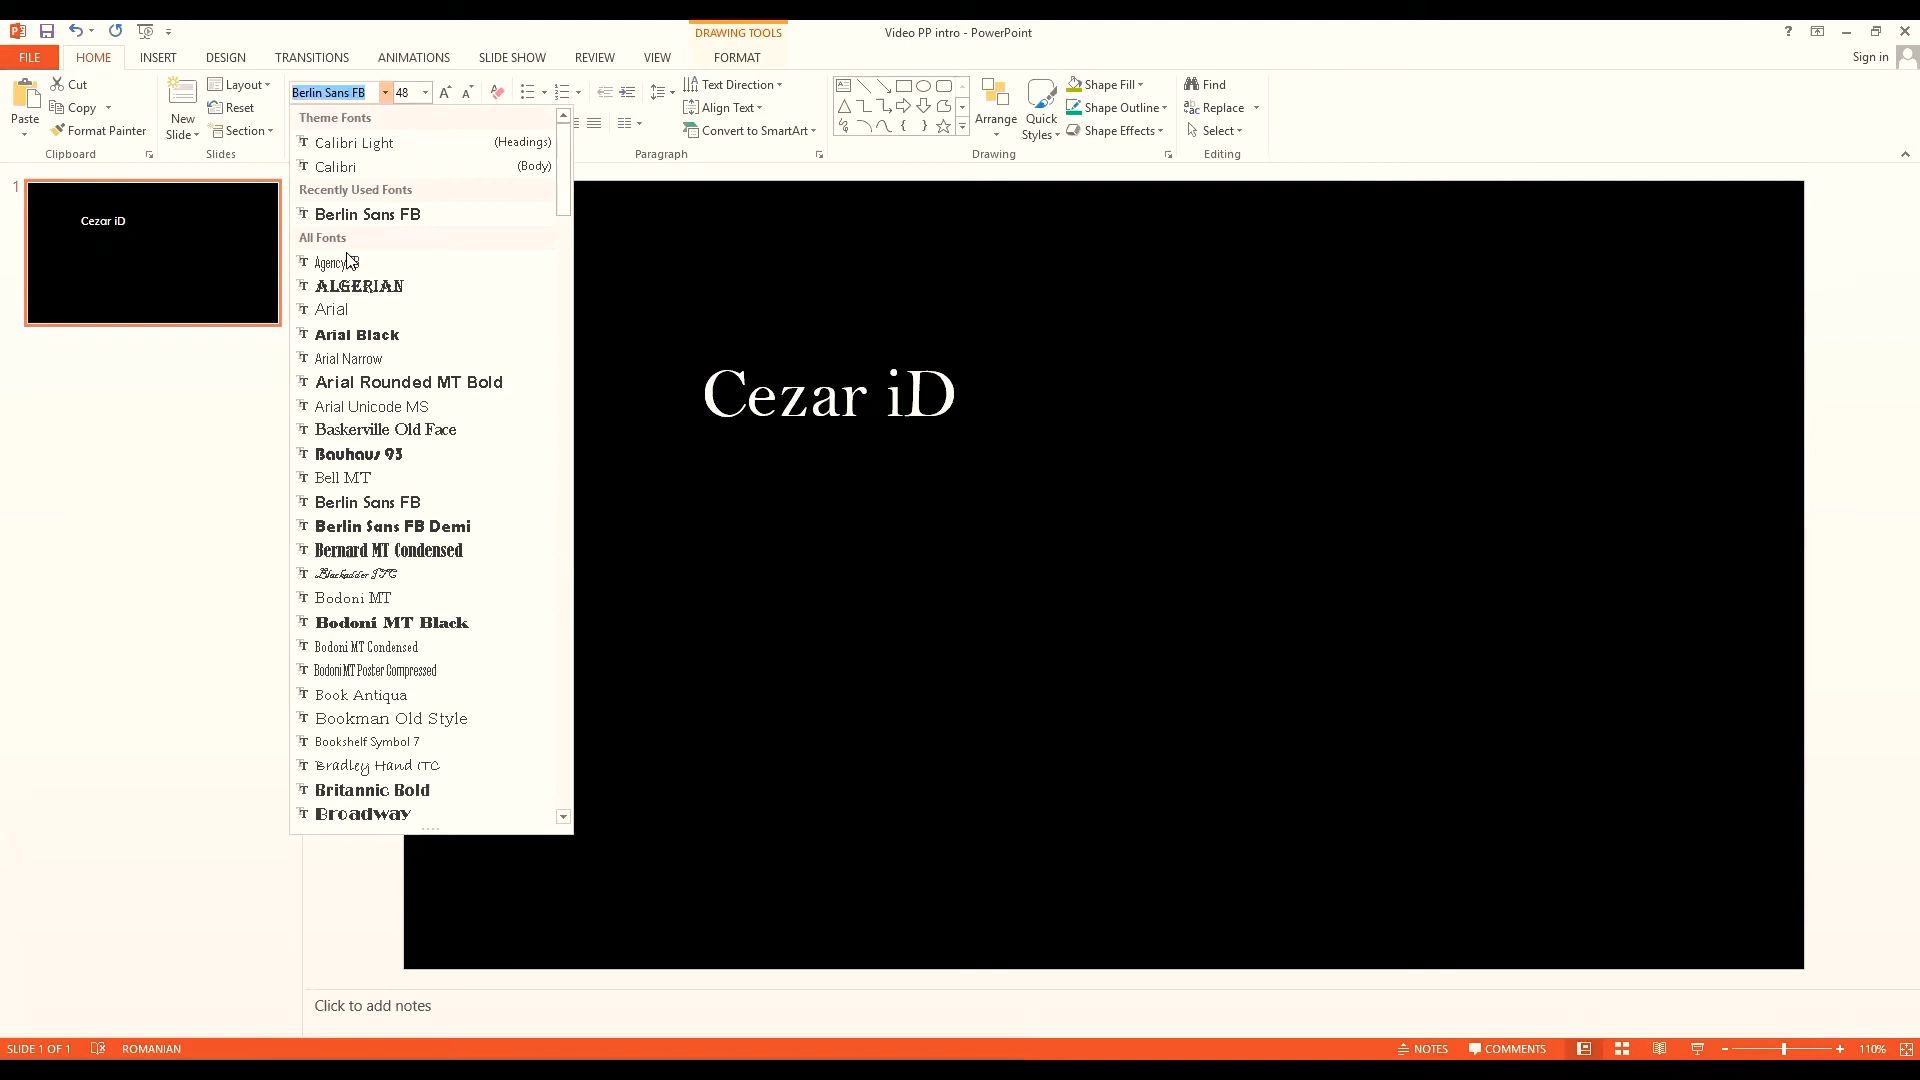 Video PP intro - PowerPoint
DRAWING TOOLS
?
FILE HOME INSERT DESIGN TRANSITIONS ANIMATIONS SLIDE SHOW REVIEW VIEW FORMAT
Sign in
Paste
Cut
Copy
Format Painter
Clipboard
New
Slide
Layout
Reset
Section
Slides
Berlin Sans FB
48
Text Direction
Align Text
Convert to SmartArt
Paragraph
Arrange
Quick
Styles
Shape Fill
Shape Outline
Shape Effects
Drawing
Find
Replace
Select
Editing
Theme Fonts
Calibri Light (Headings)
Calibri (Body)
Recently Used Fonts
Berlin Sans FB
All Fonts
Agency FB
ALGERIAN
Arial
Arial Black
Arial Narrow
Arial Rounded MT Bold
Arial Unicode MS
Baskerville Old Face
Bauhaus 93
Bell MT
Berlin Sans FB
Berlin Sans FB Demi
Bernard MT Condensed
Blackadder ITC
Bodoni MT
Bodoni MT Black
Bodoni MT Condensed
Bodoni MT Poster Compressed
Book Antiqua
Bookman Old Style
Bookshelf Symbol 7
Bradley Hand ITC
Britannic Bold
Broadway
1
Cezar iD
Cezar iD
Click to add notes
SLIDE 1 OF 1 ROMANIAN NOTES COMMENTS 110%